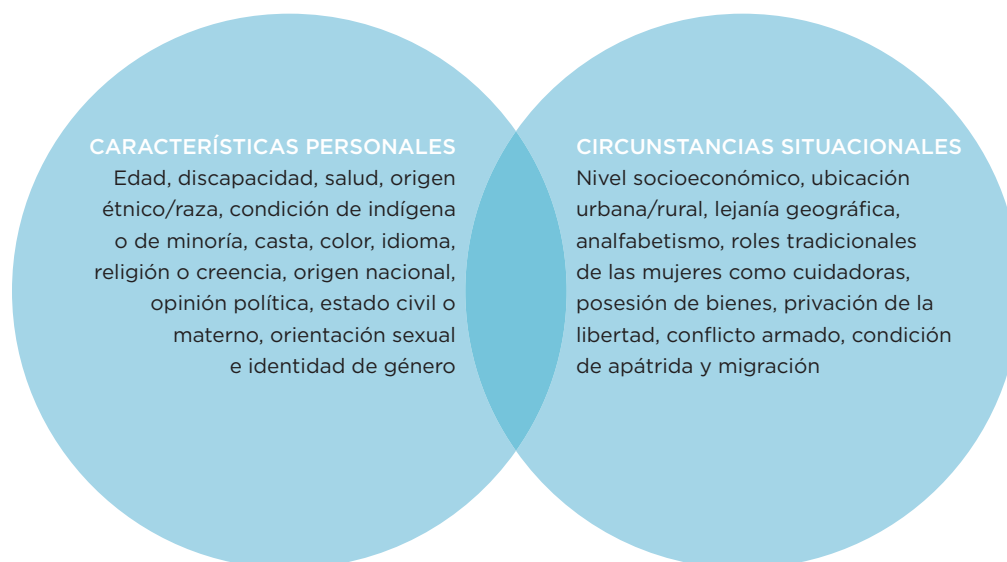 CARACTERÍSTICAS PERSONALES
Edad, discapacidad, salud, origen
étnico/raza, condición de indígena
o de minoría, casta, color, idioma,
religión o creencia, origen nacional,
opinión política, estado civil o
materno, orientación sexual
e identidad de género
CIRCUNSTANCIAS SITUACIONALES
Nivel socioeconómico, ubicación
urbana/rural, lejanía geográfica,
analfabetismo, roles tradicionales
de las mujeres como cuidadoras,
posesión de bienes, privación de la
libertad, conflicto armado, condición
de apátrida y migración